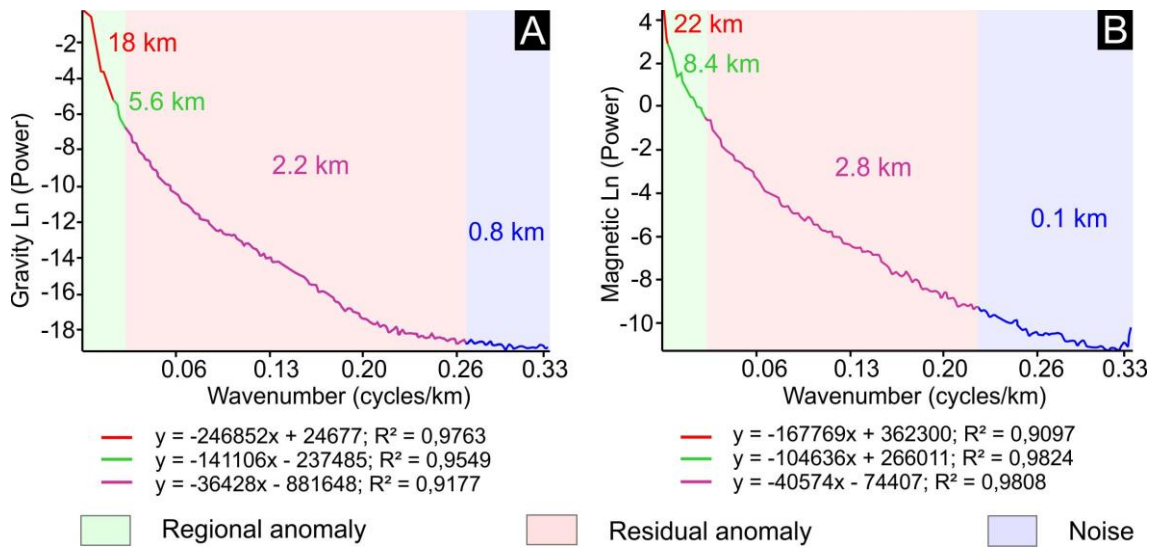 A
18 km
5.6 km
2.2 km
0.8 km
-2
-4
-6
-8
-10
-12
-14
-16
-18
Gravity Ln (Power)
0.06 0.13 0.20 0.26 0.33
Wavenumber (cycles/km)
y = -246852x + 24677; R² = 0,9763
y = -141106x - 237485; R² = 0,9549
y = -36428x - 881648; R² = 0,9177
B
22 km
8.4 km
2.8 km
0.1 km
4
2
0
-2
-4
-6
-8
-10
Magnetic Ln (Power)
0.06 0.13 0.20 0.26 0.33
Wavenumber (cycles/km)
y = -167769x + 362300; R² = 0,9097
y = -104636x + 266011; R² = 0,9824
y = -40574x - 74407; R² = 0,9808
Regional anomaly
Residual anomaly
Noise